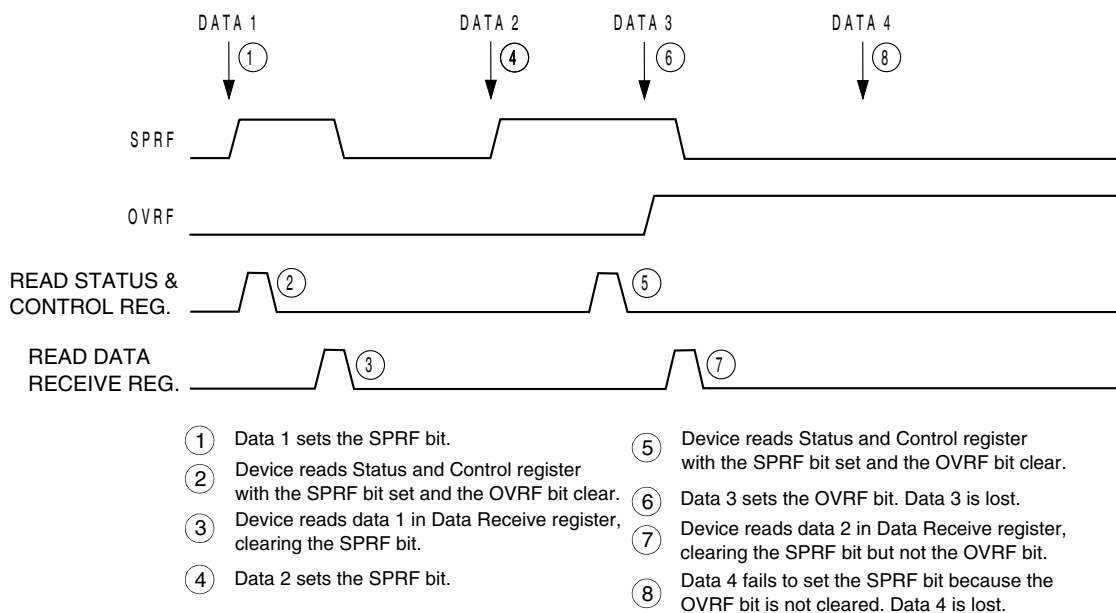 DATA 1 DATA 2 DATA 3 DATA 4
1 4 6 8
SPRF
OVRF
READ STATUS &
CONTROL REG.
2 5
READ DATA
RECEIVE REG.
3 7
1 Data 1 sets the SPRF bit.
2 Device reads Status and Control register
with the SPRF bit set and the OVRF bit clear.
3 Device reads data 1 in Data Receive register,
clearing the SPRF bit.
4 Data 2 sets the SPRF bit.
5 Device reads Status and Control register
with the SPRF bit set and the OVRF bit clear.
6 Data 3 sets the OVRF bit. Data 3 is lost.
7 Device reads data 2 in Data Receive register,
clearing the SPRF bit but not the OVRF bit.
8 Data 4 fails to set the SPRF bit because the
OVRF bit is not cleared. Data 4 is lost.